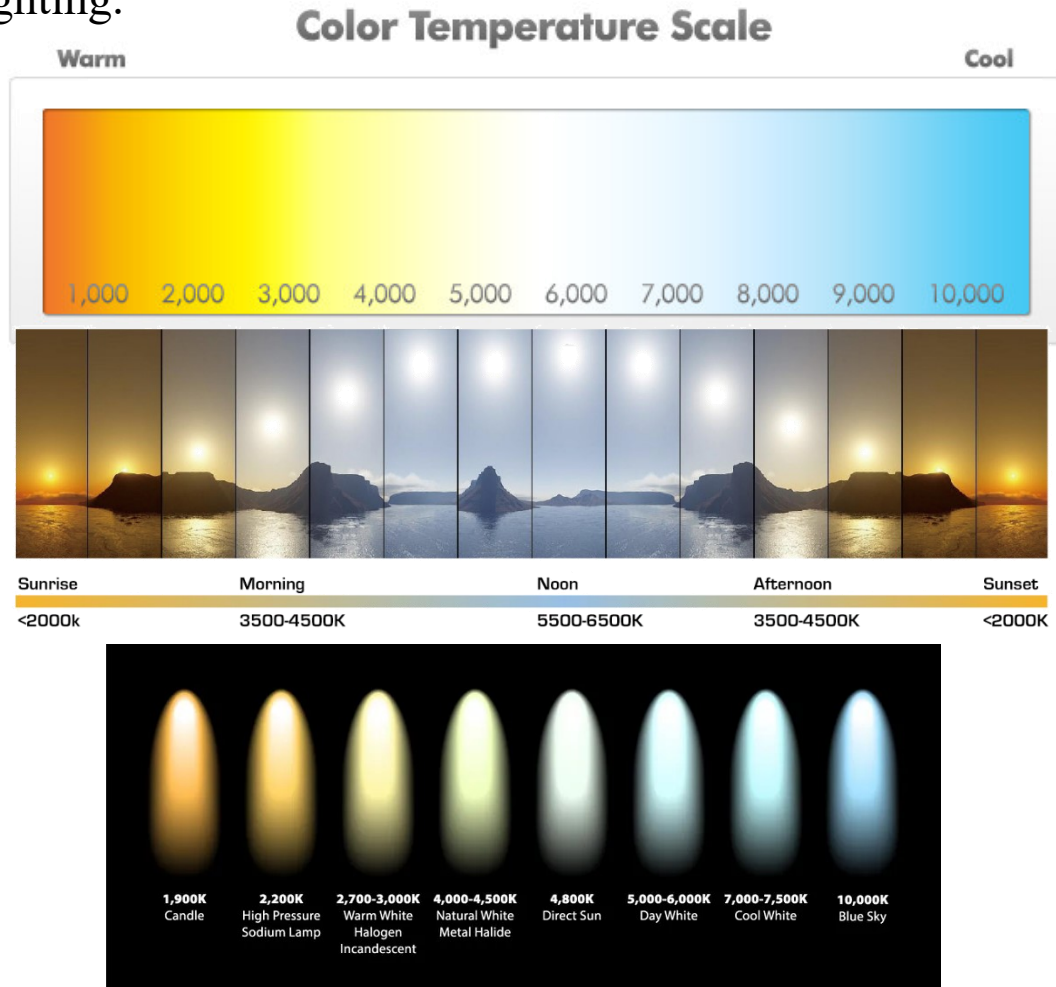 ghting.
Color Temperature Scale
Warm Cool
1,000 2,000 3,000 4,000 5,000 6,000 7,000 8,000 9,000 10,000
Sunrise Morning Noon Afternoon Sunset
<2000k 3500-4500K 5500-6500K 3500-4500K <2000K
1,900K 2,200K 2,700-3,000K 4,000-4,500K 4,800K 5,000-6,000K 7,000-7,500K 10,000K
Candle High Pressure Warm White Natural White Direct Sun Day White Cool White Blue Sky
Sodium Lamp Halogen Metal Halide
Incandescent